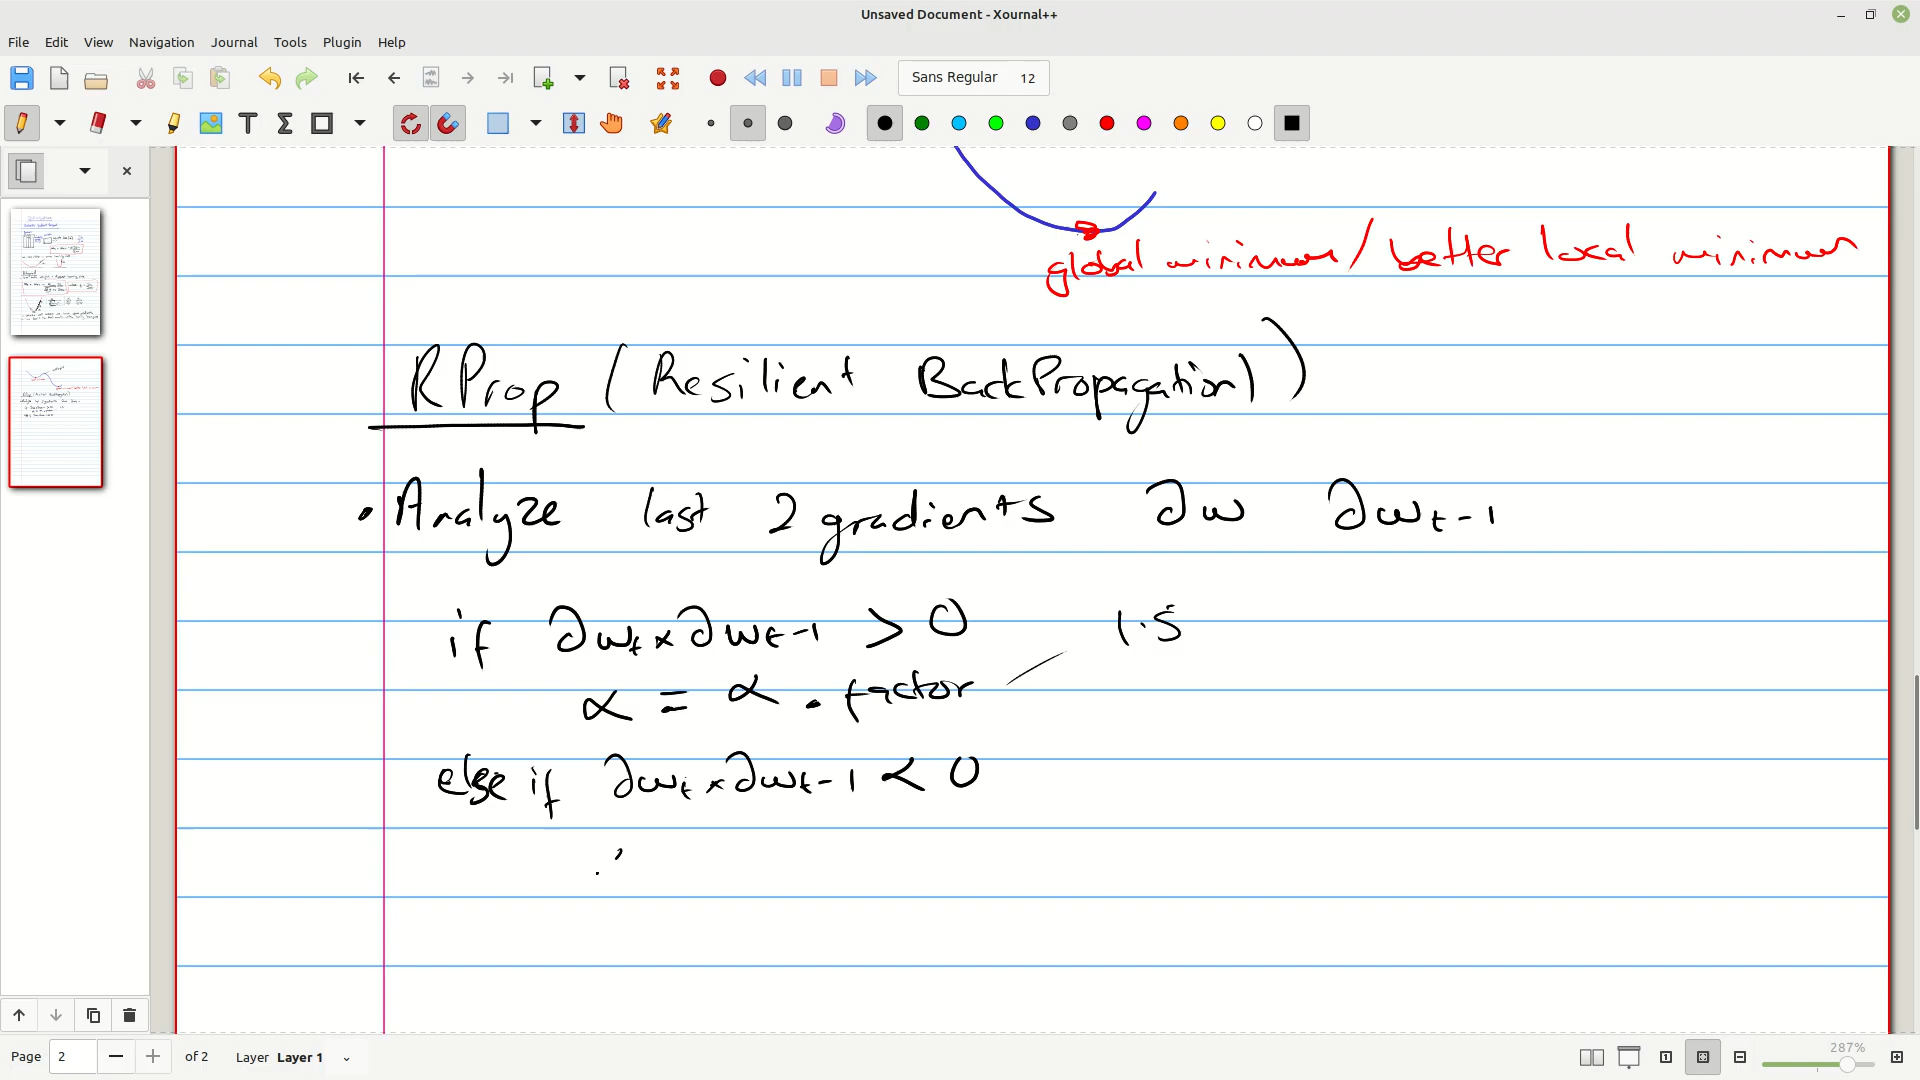 Unsaved Document - Xournal++
File Edit View Navigation Journal Tools Plugin Help
Sans Regular 12
global minimum / better local minimum
RProp (Resilient BackPropagation))
• Analyze last 2 gradients ∂w ∂wt-1
if ∂wt × ∂wt-1 > 0 1.5
α = α . factor
else if ∂wt × ∂wt-1 < 0
Page 2 of 2 Layer Layer 1
287%